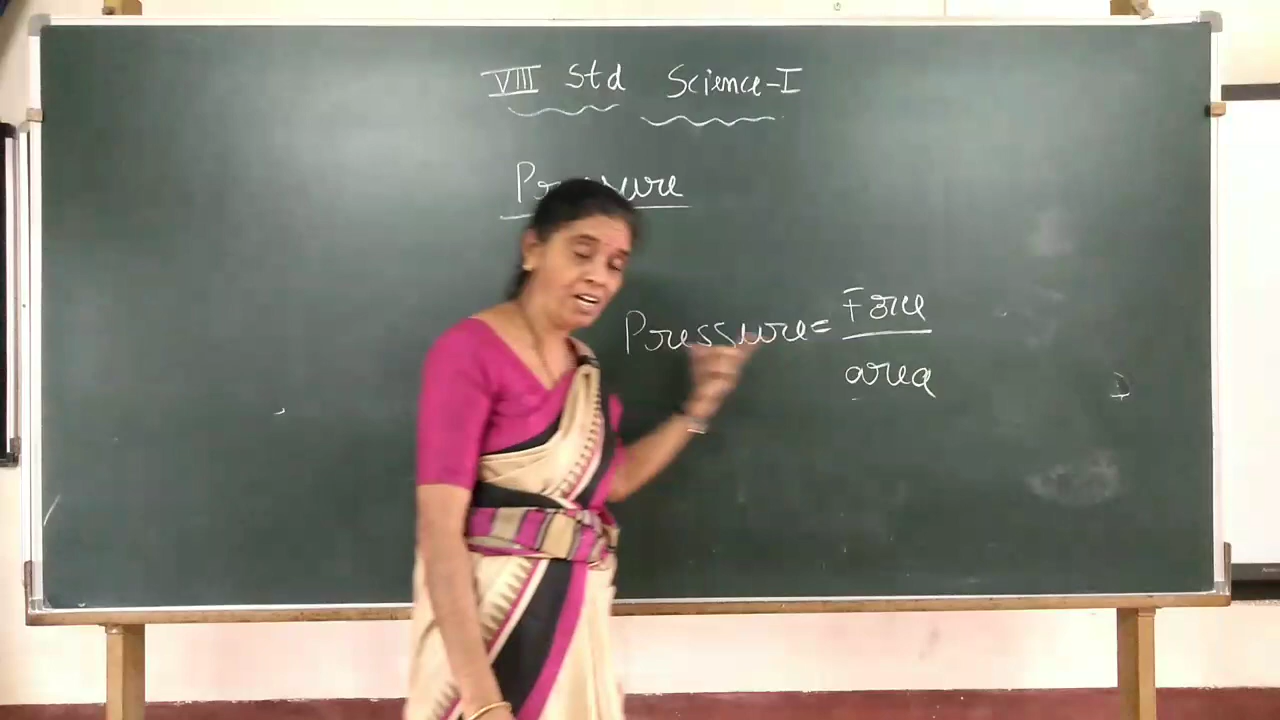 VIII Std Science-I
Pressure
Pressure = Force
area